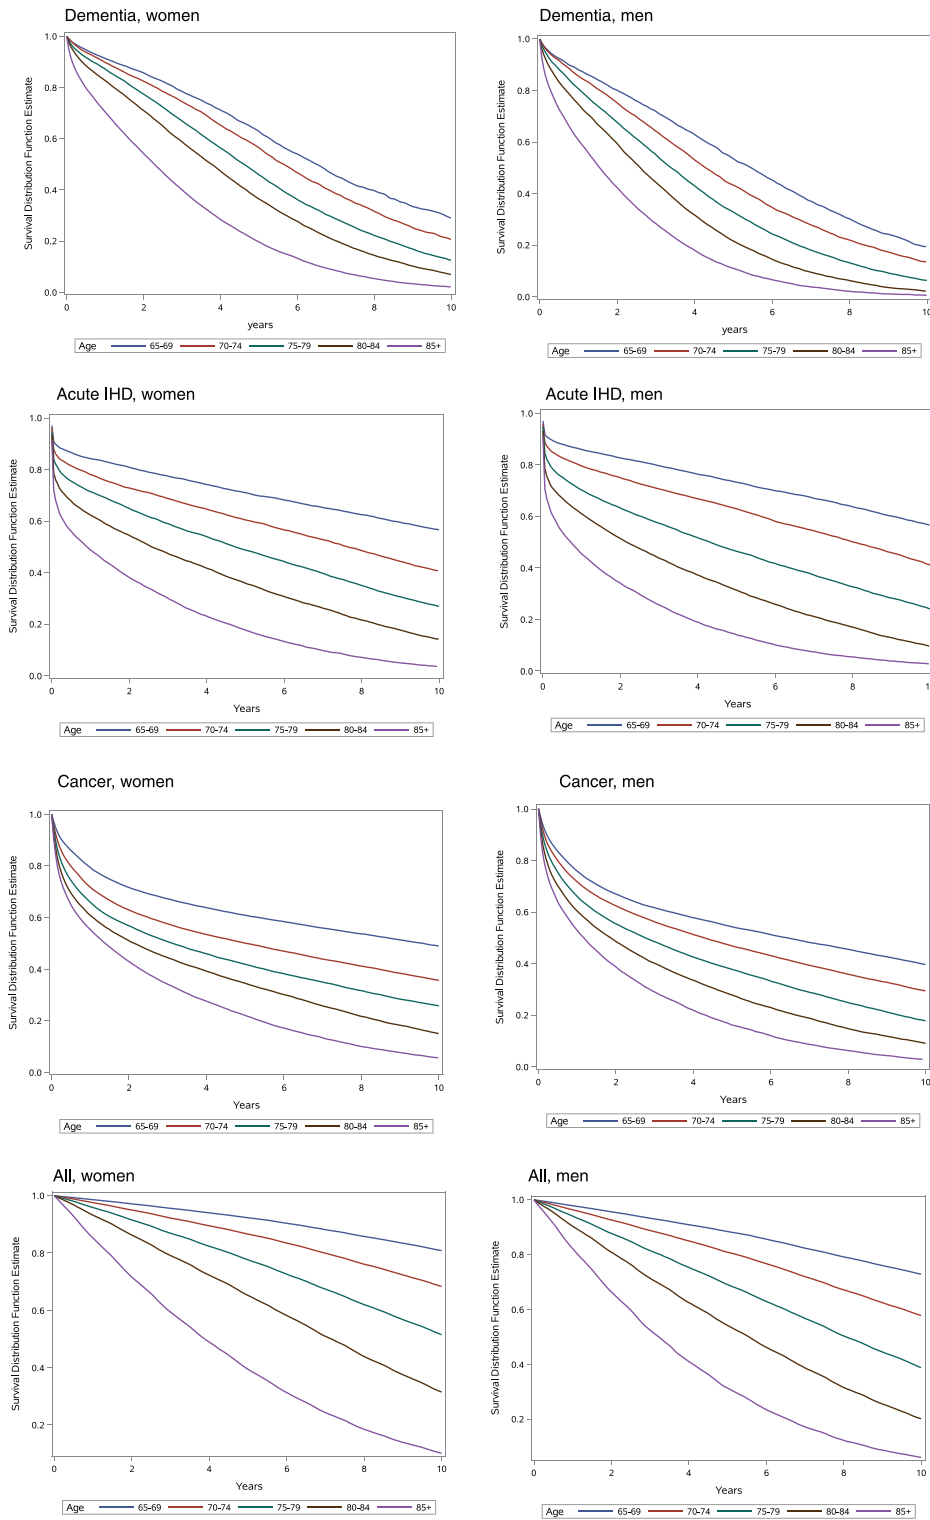 Dementia, women
1.0
0.8
0.6
0.4
0.2
0.0
Survival Distribution Function Estimate
0 2 4 6 8 10
years
Age 65-69 70-74 75-79 80-84 85+
Dementia, men
1.0
0.8
0.6
0.4
0.2
0.0
Survival Distribution Function Estimate
0 2 4 6 8 10
years
Age 65-69 70-74 75-79 80-84 85+
Acute IHD, women
1.0
0.8
0.6
0.4
0.2
0.0
Survival Distribution Function Estimate
0 2 4 6 8 10
Years
Age 65-69 70-74 75-79 80-84 85+
Acute IHD, men
1.0
0.8
0.6
0.4
0.2
0.0
Survival Distribution Function Estimate
0 2 4 6 8
Years
Age 65-69 70-74 75-79 80-84 85+
Cancer, women
1.0
0.8
0.6
0.4
0.2
0.0
Survival Distribution Function Estimate
0 2 4 6 8 10
Years
Age 65-69 70-74 75-79 80-84 85+
Cancer, men
1.0
0.8
0.6
0.4
0.2
0.0
Survival Distribution Function Estimate
0 2 4 6 8 10
Years
Age 65-69 70-74 75-79 80-84 85+
All, women
1.0
0.8
0.6
0.4
0.2
Survival Distribution Function Estimate
0 2 4 6 8 10
Years
Age 65-69 70-74 75-79 80-84 85+
All, men
1.0
0.8
0.6
0.4
0.2
Survival Distribution Function Estimate
0 2 4 6 8 10
Years
Age 65-69 70-74 75-79 80-84 85+